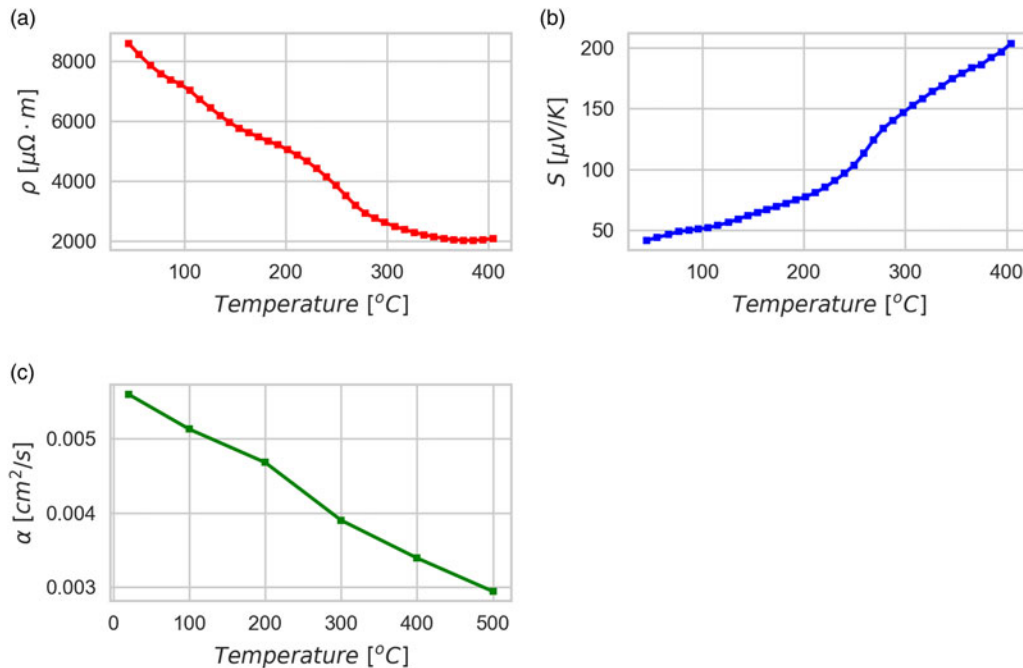 (a)
8000
6000
4000
2000
ρ [μΩ · m]
100 200 300 400
Temperature [°C]
(b)
200
150
100
50
S [μV/K]
100 200 300 400
Temperature [°C]
(c)
0.005
0.004
0.003
α [cm²/s]
0 100 200 300 400 500
Temperature [°C]